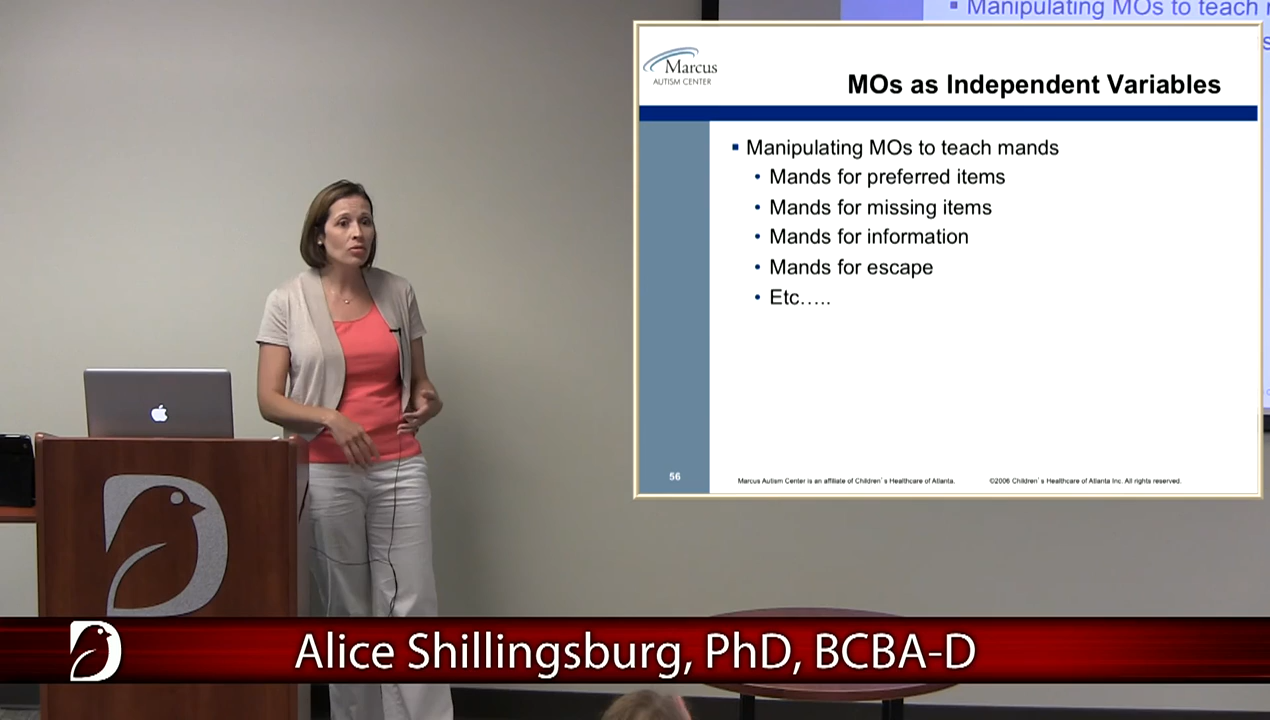 Manipulating MOs to teach
Marcus
AUTISM CENTER
MOs as Independent Variables
▪ Manipulating MOs to teach mands
• Mands for preferred items
• Mands for missing items
• Mands for information
• Mands for escape
• Etc…..
56
Marcus Autism Center is an affiliate of Children`s Healthcare of Atlanta.
©2006 Children`s Healthcare of Atlanta Inc. All rights reserved.
Alice Shillingsburg, PhD, BCBA-D